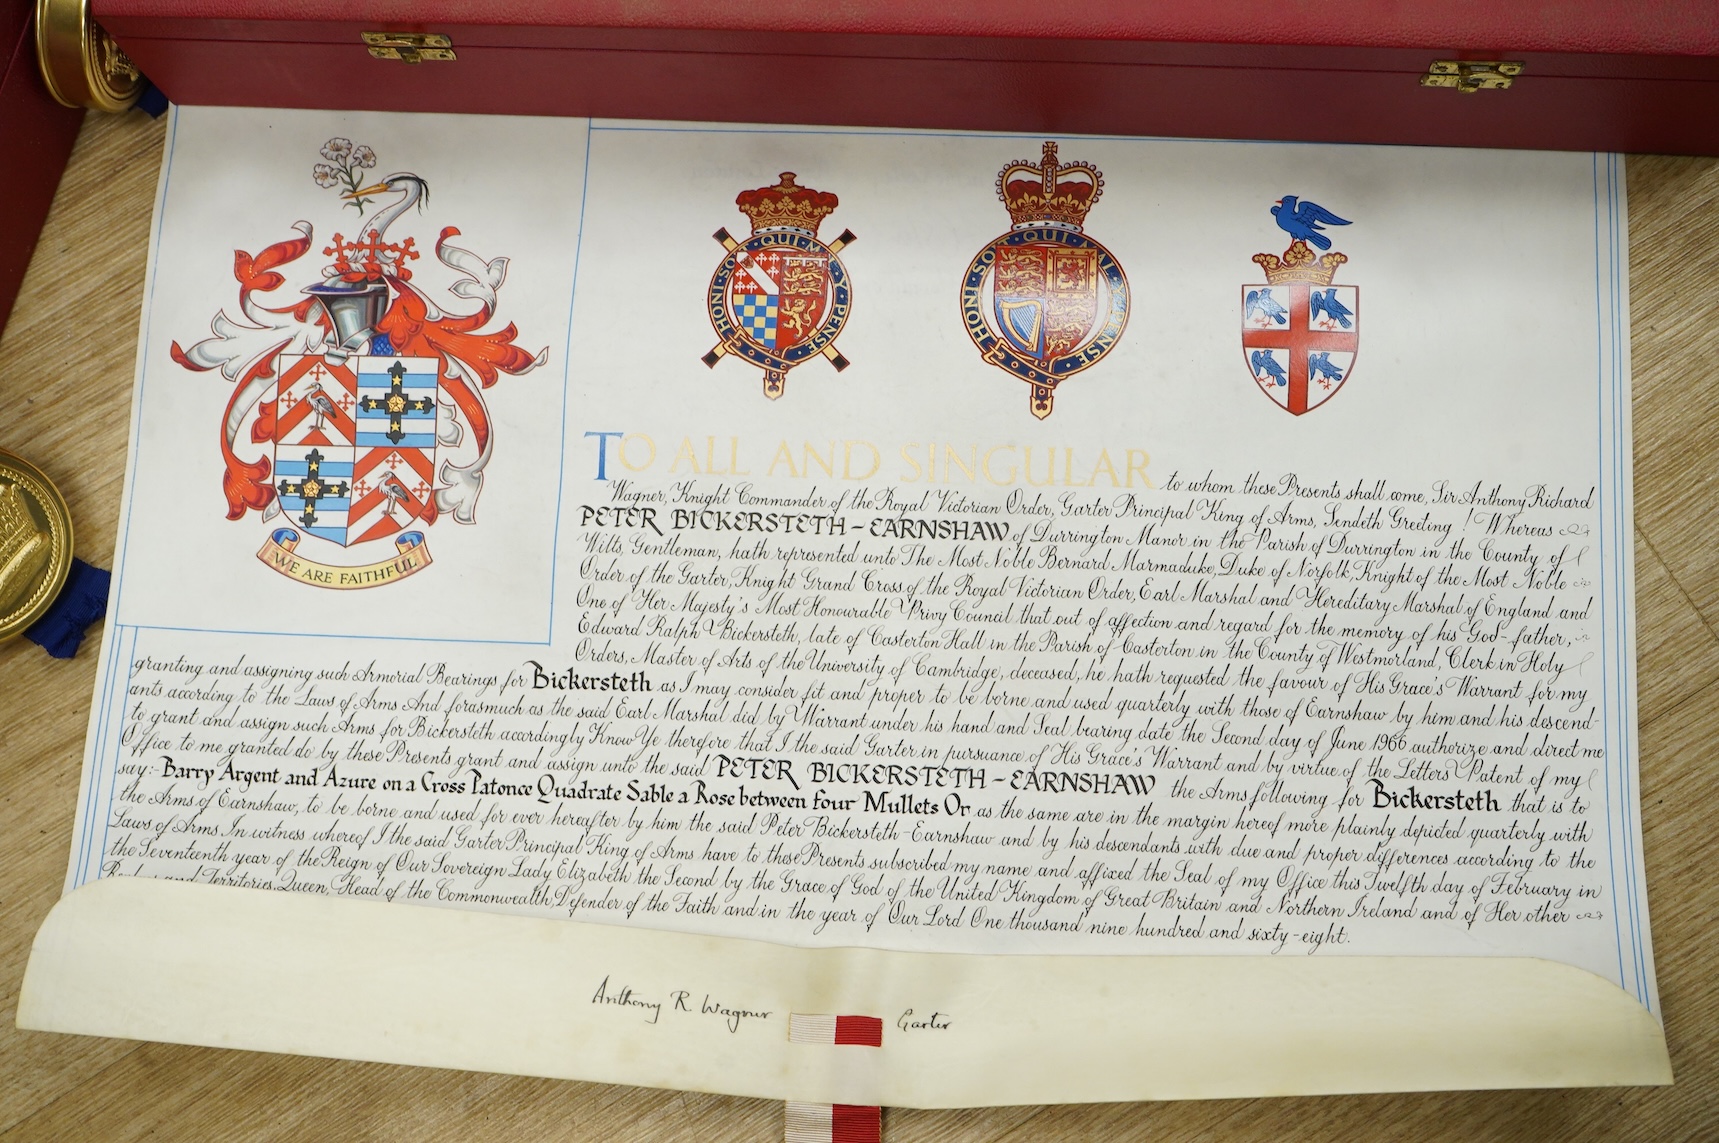 HONI·SOIT·QUI·MAL·Y·PENSE
HONI·SOIT·QUI·MAL·Y·PENSE
WE ARE FAITHFUL
TO ALL AND SINGULAR to whom these Presents shall come, Sir Anthony Richard
Wagner, Knight Commander of the Royal Victorian Order, Garter Principal King of Arms, Sendeth Greeting! Whereas
PETER BICKERSTETH-EARNSHAW of Durrington Manor in the Parish of Durrington in the County of
Wilts, Gentleman, hath represented unto The Most Noble Bernard Marmaduke, Duke of Norfolk, Knight of the Most Noble
Order of the Garter, Knight Grand Cross of the Royal Victorian Order, Earl Marshal and Hereditary Marshal of England and
One of Her Majesty's Most Honourable Privy Council that out of affection and regard for the memory of his God-father,
Edward Ralph Bickersteth, late of Casterton Hall in the Parish of Casterton in the County of Westmorland, Clerk in Holy
Orders, Master of Arts of the University of Cambridge, deceased, he hath requested the favour of His Grace's Warrant for my
granting and assigning such Armorial Bearings for Bickersteth as I may consider fit and proper to be borne and used quarterly with those of Earnshaw by him and his descend-
ants according to the Laws of Arms And forasmuch as the said Earl Marshal did by Warrant under his hand and Seal bearing date the Second day of June 1966 authorize and direct me
to grant and assign such Arms for Bickersteth accordingly Know Ye therefore that I the said Garter in pursuance of His Grace's Warrant and by virtue of the Letters Patent of my
Office to me granted do by these Presents grant and assign unto the said PETER BICKERSTETH-EARNSHAW the Arms following for Bickersteth that is to
say:- Barry Argent and Azure on a Cross Patonce Quadrate Sable a Rose between four Mullets Or as the same are in the margin hereof more plainly depicted quarterly with
the Arms of Earnshaw, to be borne and used for ever hereafter by him the said Peter Bickersteth-Earnshaw and by his descendants with due and proper differences according to the
Laws of Arms. In witness whereof I the said Garter Principal King of Arms have to these Presents subscribed my name and affixed the Seal of my Office this Twelfth day of February in
the Seventeenth year of the Reign of Our Sovereign Lady Elizabeth the Second by the Grace of God of the United Kingdom of Great Britain and Northern Ireland and of Her other
Realms and Territories Queen, Head of the Commonwealth, Defender of the Faith and in the year of Our Lord One thousand nine hundred and sixty-eight.
Anthony R. Wagner Garter